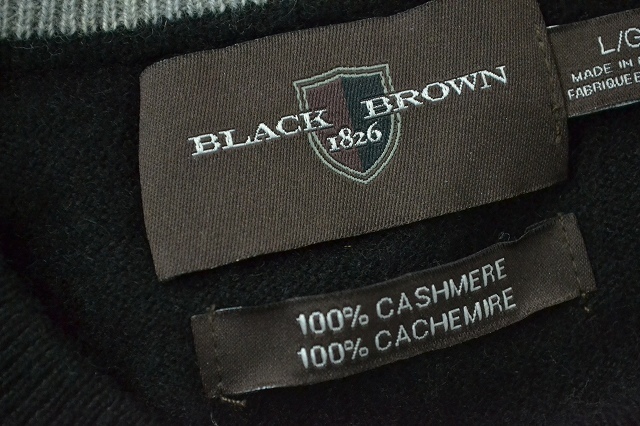 BLACK BROWN
1826
L/G
MADE IN
FABRIQUE
100% CASHMERE
100% CACHEMIRE